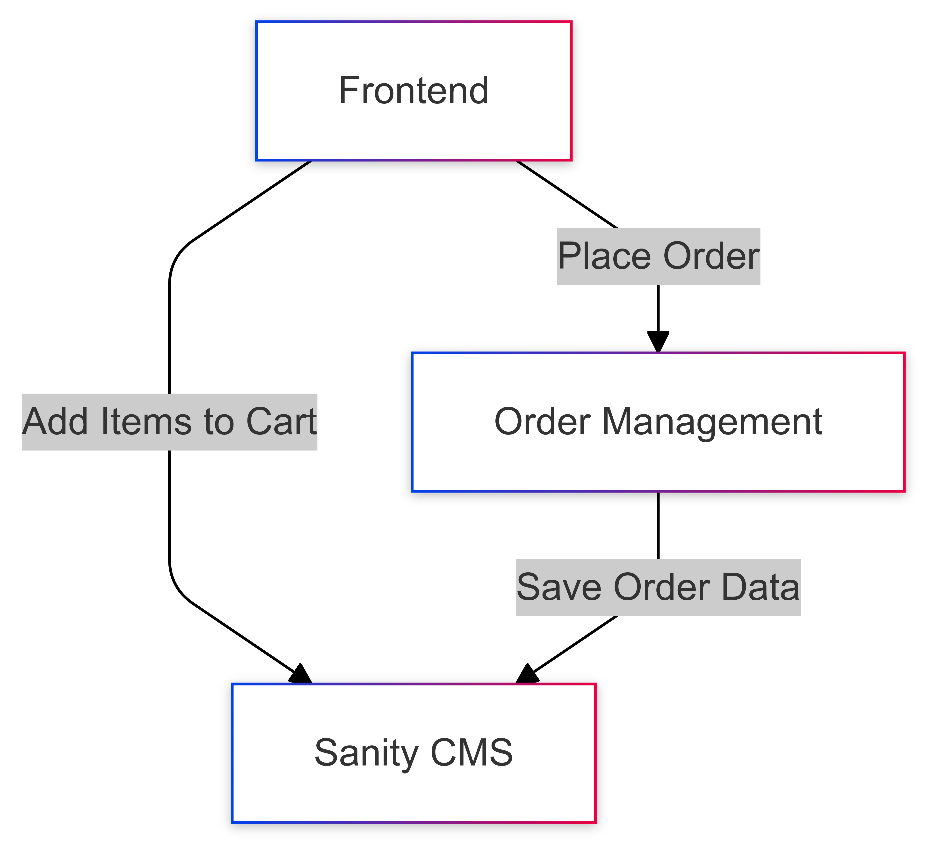 Frontend
Place Order
Add Items to Cart
Order Management
Save Order Data
Sanity CMS